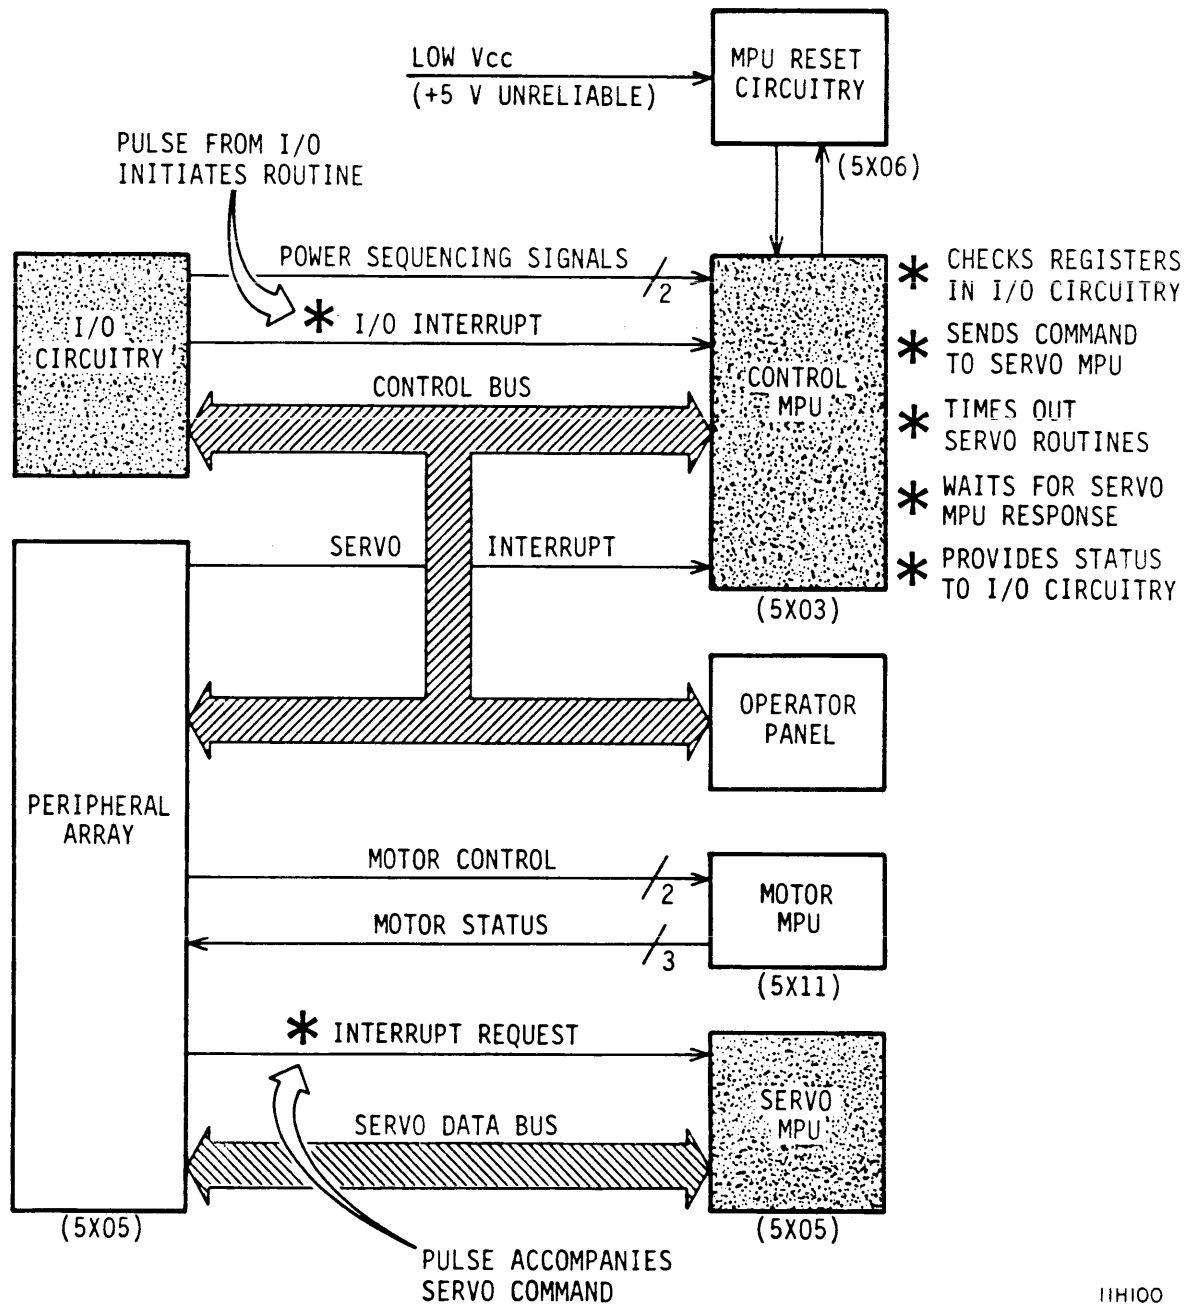 LOW Vcc
(+5 V UNRELIABLE)
MPU RESET
CIRCUITRY
(5X06)
PULSE FROM I/O
INITIATES ROUTINE
POWER SEQUENCING SIGNALS
2
I/O
CIRCUITRY
* I/O INTERRUPT
CONTROL BUS
CONTROL
MPU
(5X03)
* CHECKS REGISTERS
IN I/O CIRCUITRY
* SENDS COMMAND
TO SERVO MPU
* TIMES OUT
SERVO ROUTINES
* WAITS FOR SERVO
MPU RESPONSE
* PROVIDES STATUS
TO I/O CIRCUITRY
SERVO INTERRUPT
OPERATOR
PANEL
PERIPHERAL
ARRAY
(5X05)
MOTOR CONTROL
2
MOTOR STATUS
3
MOTOR
MPU
(5X11)
* INTERRUPT REQUEST
SERVO DATA BUS
SERVO
MPU
(5X05)
PULSE ACCOMPANIES
SERVO COMMAND
11H100